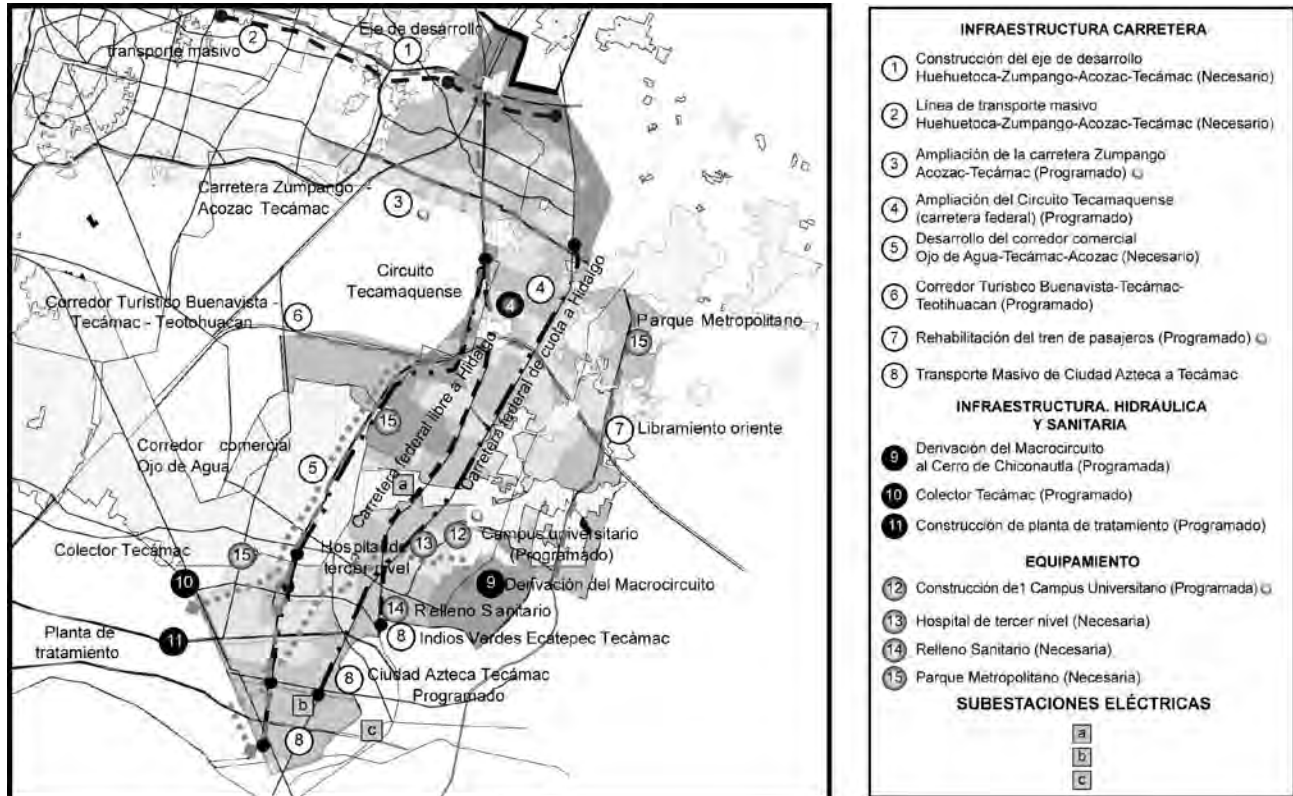 Eje de desarrollo
2
transporte masivo
1
Carretera Zumpango -
Acozac Tecámac
3
Circuito
Tecamaquense
4
4
Corredor Turístico Buenavista -
Tecámac - Teotohuacan
6
Parque Metropolitano
15
Carretera federal libre a Hidalgo
Carretera federal de cuota a Hidalgo
15
7
Libramiento oriente
Corredor comercial
Ojo de Agua
5
a
Colector Tecámac
15
10
Hospital de
tercer nivel
13
12
Campus universitario
(Programado)
9
Derivación del Macrocircuito
14
Relleno Sanitario
Planta de
tratamiento
11
8
Indios Verdes Ecatepec Tecàmac
8
Ciudad Azteca Tecámac
Programado
b
c
8
INFRAESTRUCTURA CARRETERA
1 Construcción del eje de desarrollo
Huehuetoca-Zumpango-Acozac-Tecámac (Necesario)
2 Línea de transporte masivo
Huehuetoca-Zumpango-Acozac-Tecámac (Necesario)
3 Ampliación de la carretera Zumpango
Acozac-Tecámac (Programado)
4 Ampliación del Circuito Tecamaquense
(carretera federal) (Programado)
5 Desarrollo del corredor comercial
Ojo de Agua-Tecámac-Acozac (Necesario)
6 Corredor Turístico Buenavista-Tecámac-
Teotihuacan (Programado)
7 Rehabilitación del tren de pasajeros (Programado)
8 Transporte Masivo de Ciudad Azteca a Tecámac
INFRAESTRUCTURA. HIDRÁULICA
Y SANITARIA
9 Derivación del Macrocircuito
al Cerro de Chiconautla (Programada)
10 Colector Tecámac (Programado)
11 Construcción de planta de tratamiento (Programado)
EQUIPAMIENTO
12 Construcción de1 Campus Universitario (Programada)
13 Hospital de tercer nivel (Necesaria)
14 Relleno Sanitario (Necesaria)
15 Parque Metropolitano (Necesaria)
SUBESTACIONES ELÉCTRICAS
a
b
c